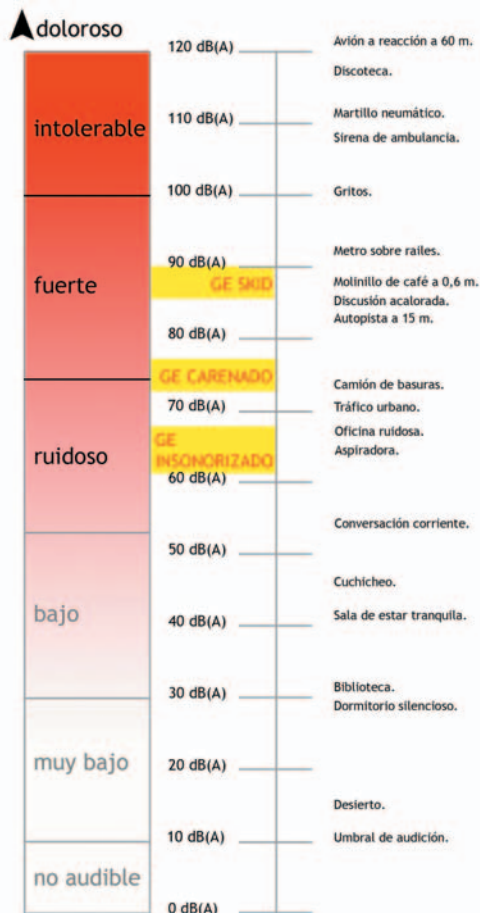 doloroso
120 dB(A)
Avión a reacción a 60 m.
Discoteca.
intolerable
110 dB(A)
Martillo neumático.
Sirena de ambulancia.
100 dB(A)
Gritos.
Metro sobre railes.
90 dB(A)
fuerte
GE SKID
Molinillo de café a 0,6 m.
Discusión acalorada.
Autopista a 15 m.
80 dB(A)
GE CARENADO
Camión de basuras.
70 dB(A)
Tráfico urbano.
Oficina ruidosa.
ruidoso
GE
INSONORIZADO
Aspiradora.
60 dB(A)
Conversación corriente.
50 dB(A)
Cuchicheo.
bajo
40 dB(A)
Sala de estar tranquila.
30 dB(A)
Biblioteca.
Dormitorio silencioso.
muy bajo
20 dB(A)
Desierto.
10 dB(A)
Umbral de audición.
no audible
0 dB(A)